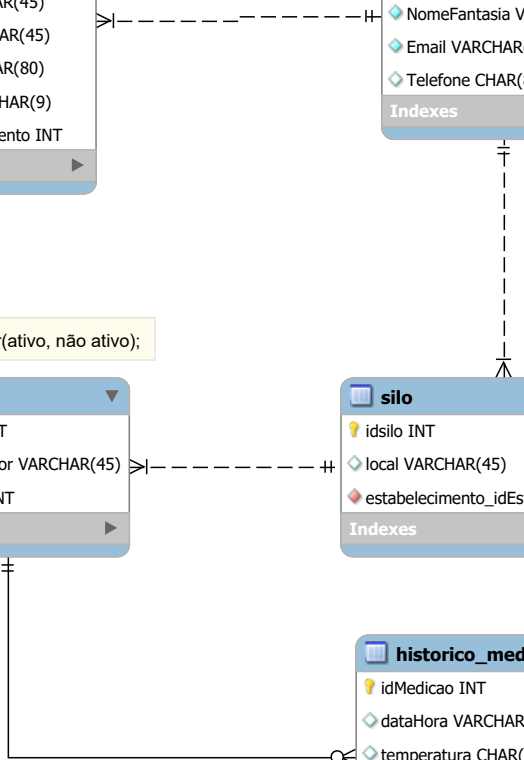 AR(45)
AR(45)
AR(80)
HAR(9)
ento INT
NomeFantasia V
Email VARCHAR(
Telefone CHAR(8
Indexes
r(ativo, não ativo);
T
or VARCHAR(45)
NT
silo
idsilo INT
local VARCHAR(45)
estabelecimento_idEs
Indexes
historico_med
idMedicao INT
dataHora VARCHAR
temperatura CHAR(